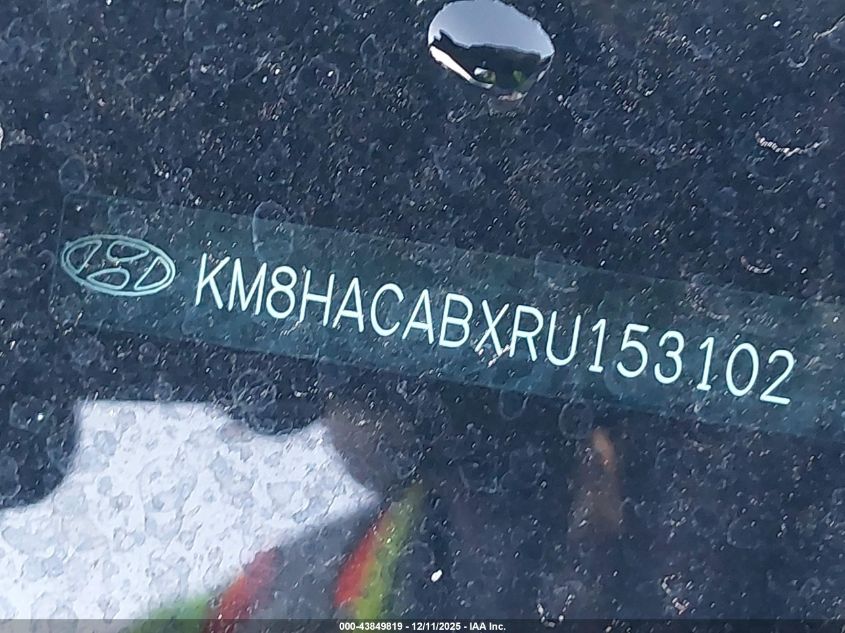 KM8HACABXRU153102
000-43849819 - 12/11/2025 - IAA Inc.